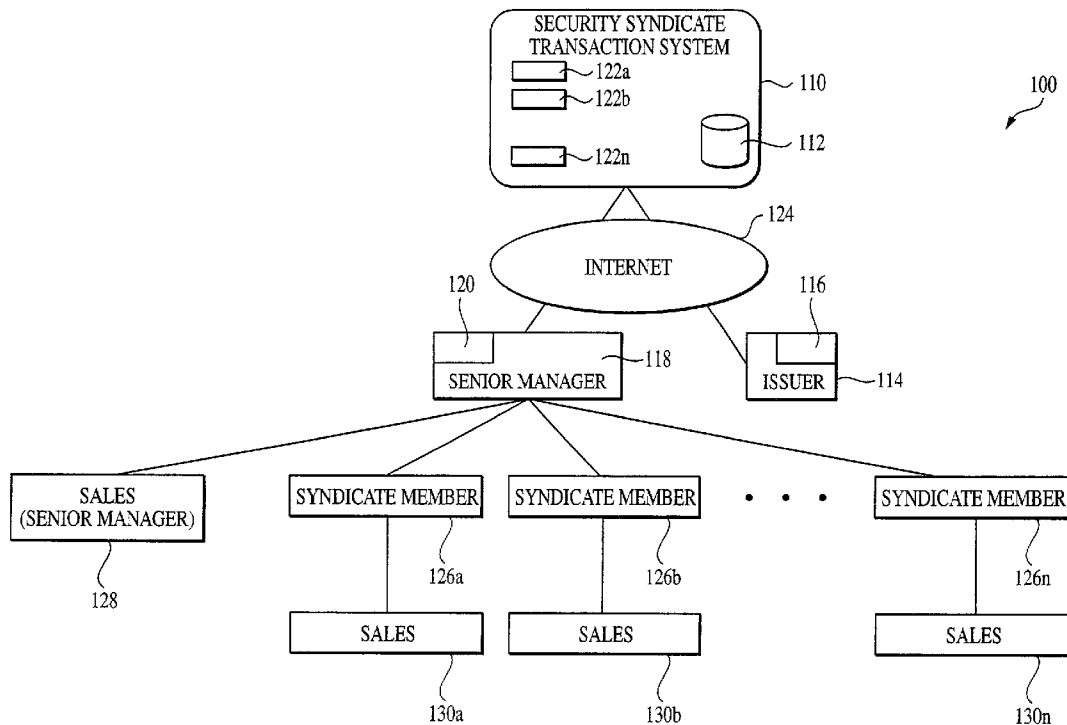 SECURITY SYNDICATE
TRANSACTION SYSTEM
122a
122b
122n
110
112
100
124
INTERNET
120
116
118
SENIOR MANAGER
ISSUER
114
SALES
(SENIOR MANAGER)
SYNDICATE MEMBER
SYNDICATE MEMBER
• • •
SYNDICATE MEMBER
128
126a
126b
126n
SALES
SALES
SALES
130a
130b
130n